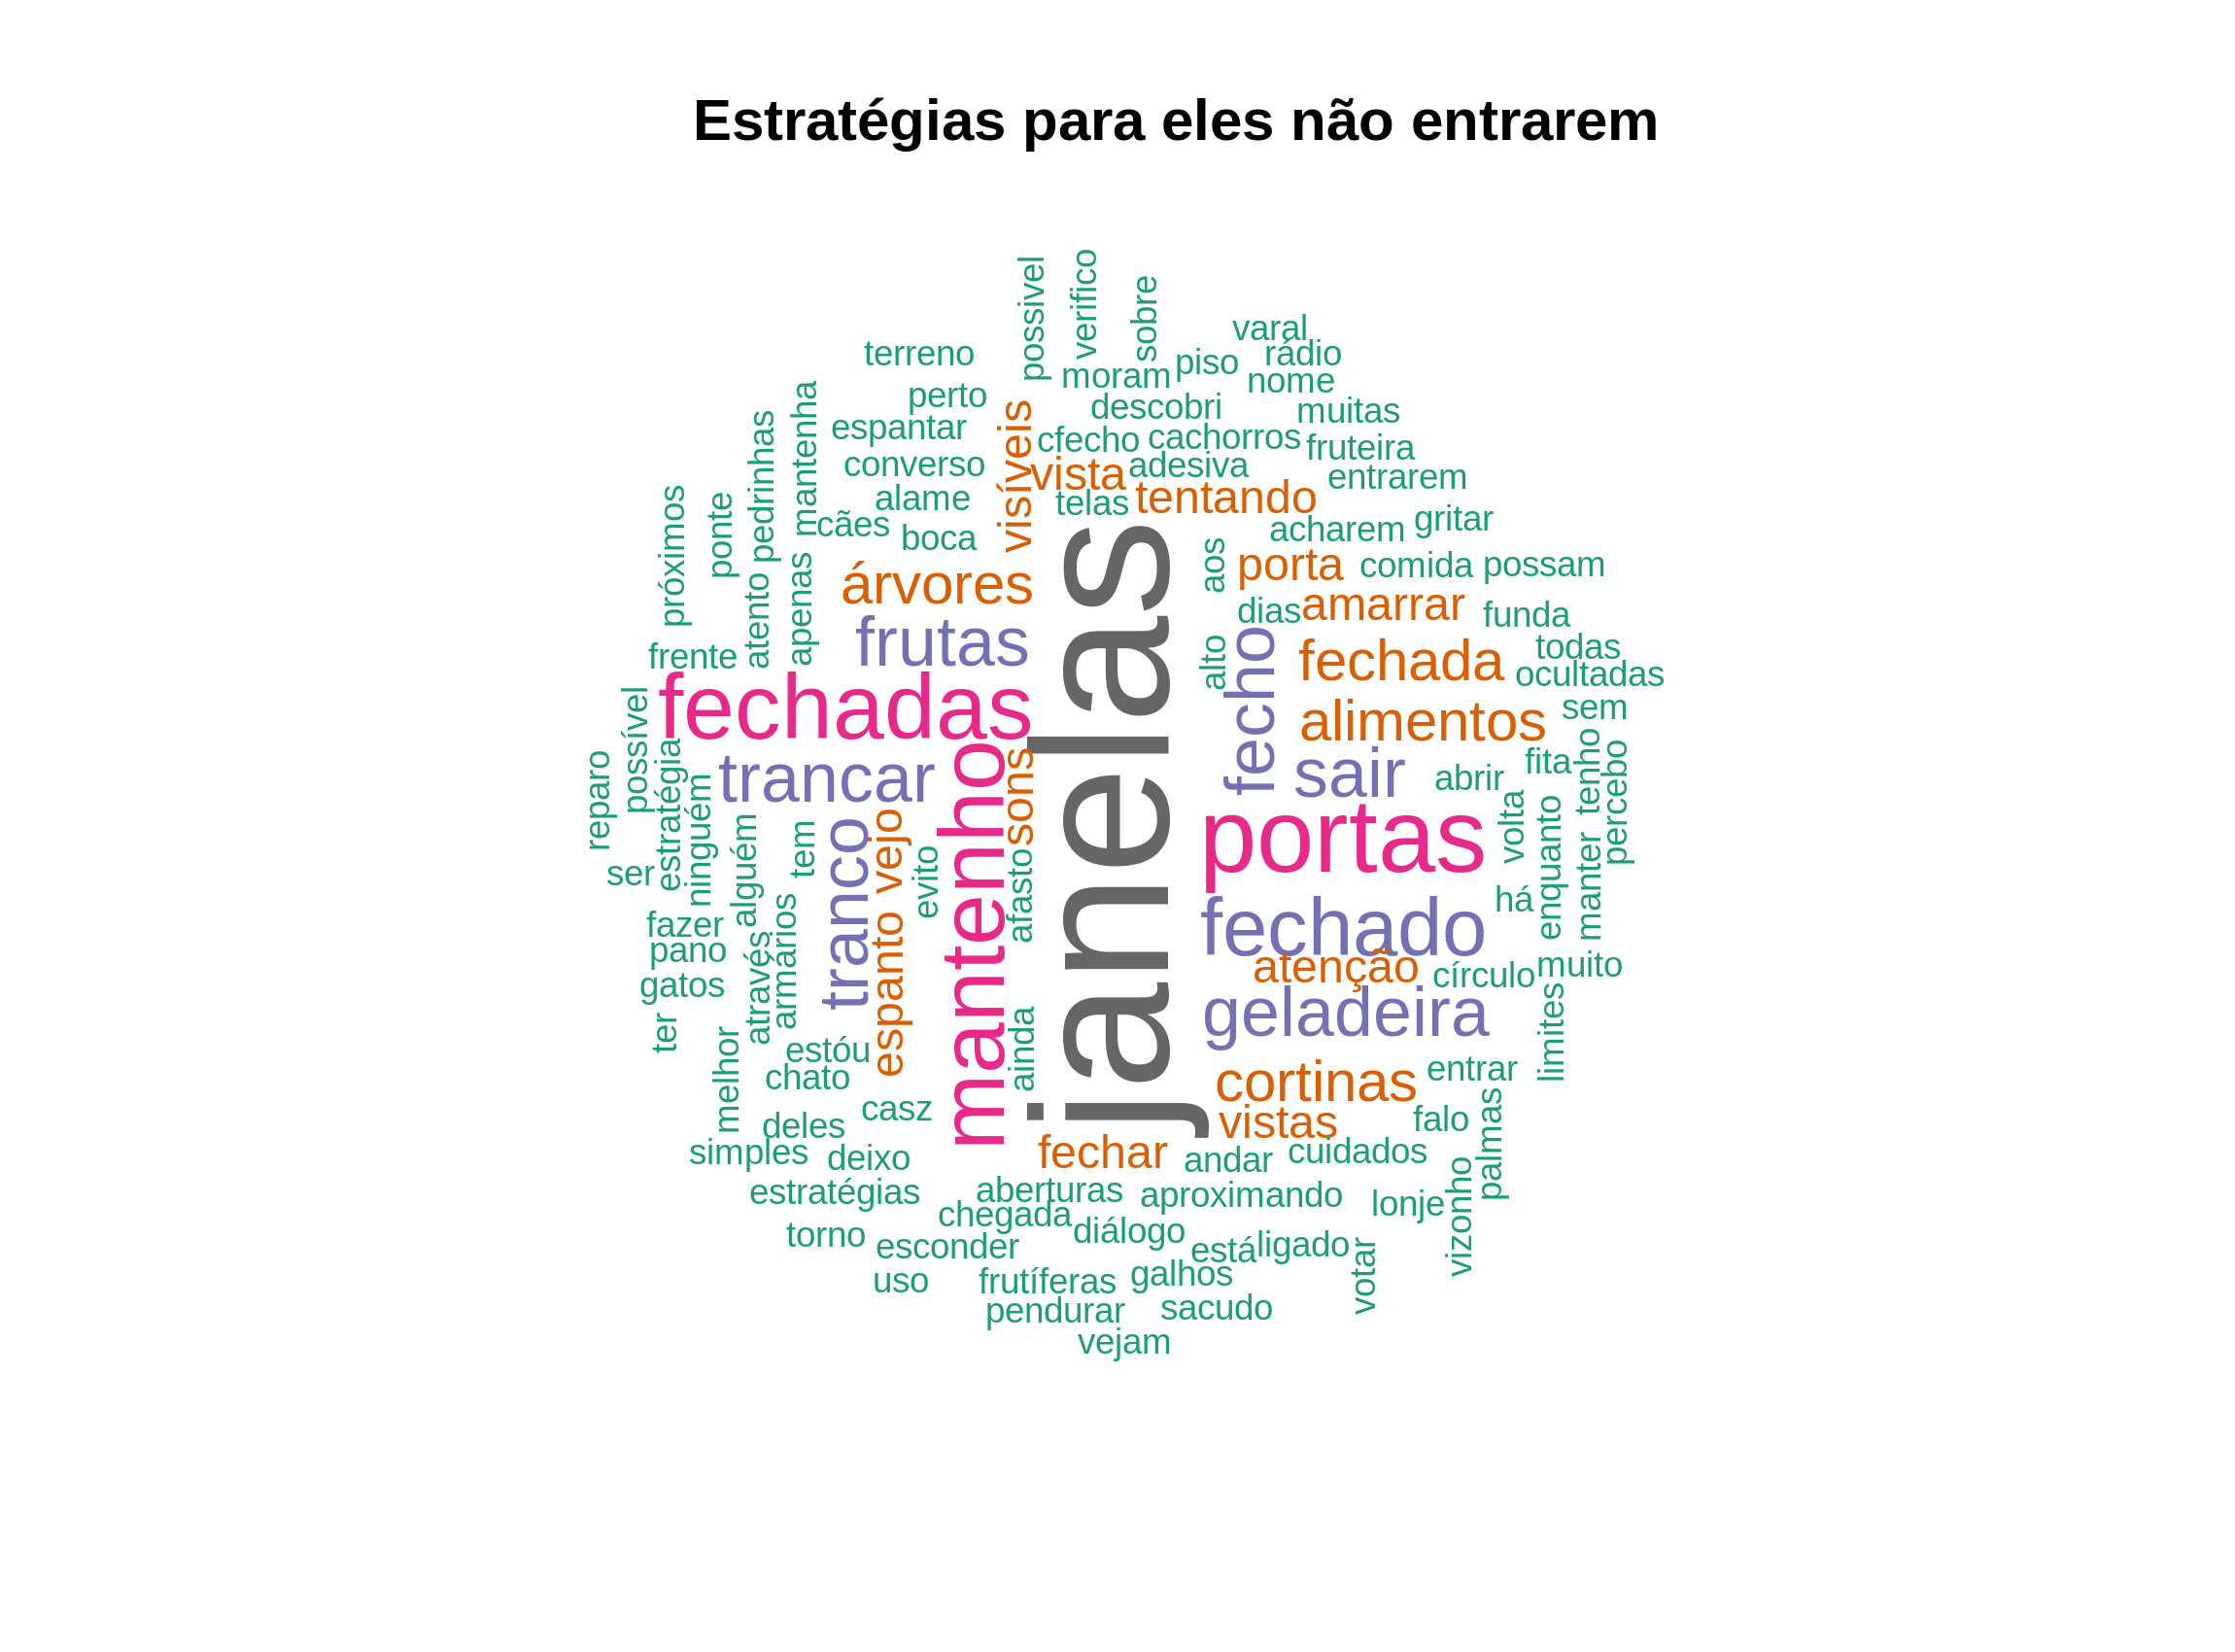 Estratégias para eles não entrarem
possivel
verifico
sobre
varal
terreno
rádio
piso
moram
nome
perto
descobri
muitas
espantar
visíveis
cfecho
cachorros
fruteira
pedrinhas
mantenha
converso
vista
adesiva
entrarem
alame
telas
tentando
próximos
ponte
cães
boca
acharem
gritar
aos
porta
comida
possam
atento
apenas
árvores
dias
amarrar
funda
frutas
janelas
alto
fecho
fechada
todas
frente
ocultadas
fechadas
alimentos
sem
possível
reparo
estratégia
trancar
sons
sair
abrir
fita
tenho
percebo
ninguém
mantenho
portas
volta
enquanto
manter
ser
alguém
tem
tranco
vejo
evito
afasto
há
fazer
fechado
pano
através
armários
espanto
atenção
círculo
muito
gatos
geladeira
limites
ter
melhor
estóu
ainda
chato
cortinas
entrar
casz
vistas
falo
palmas
deles
simples
deixo
fechar
andar
cuidados
estratégias
aberturas
aproximando
lonje
vizonho
chegada
torno
esconder
diálogo
está
ligado
votar
uso
frutíferas
galhos
pendurar
sacudo
vejam